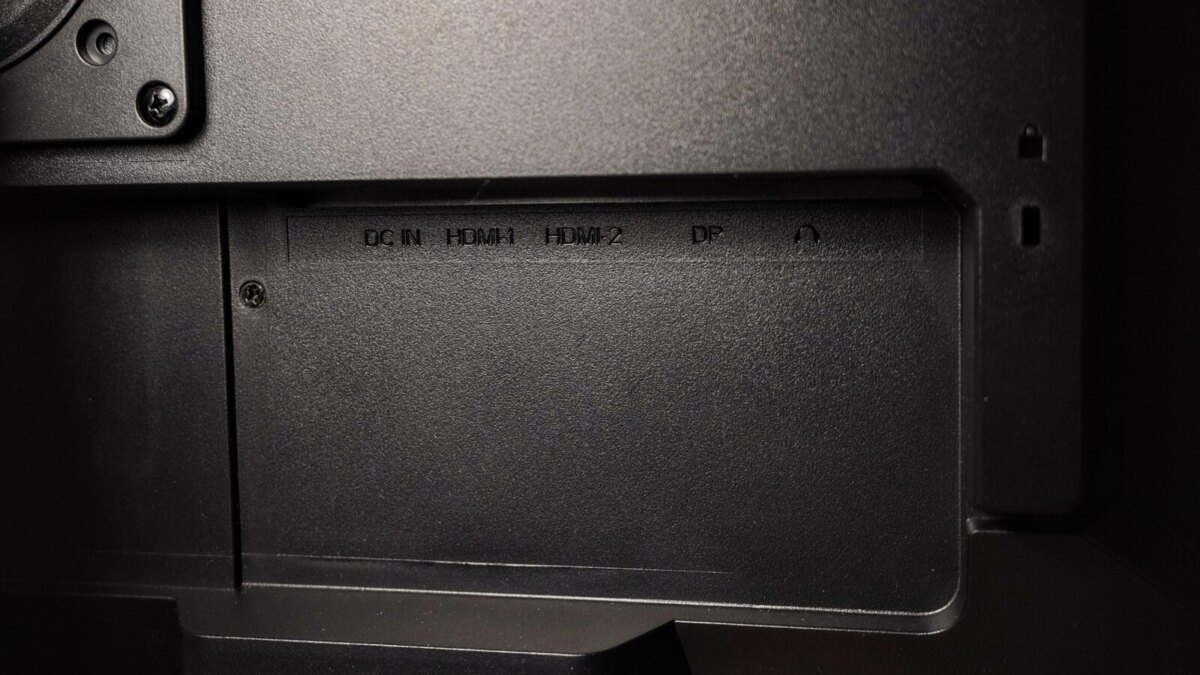 DC IN HDMI-1 HDMI-2 DP